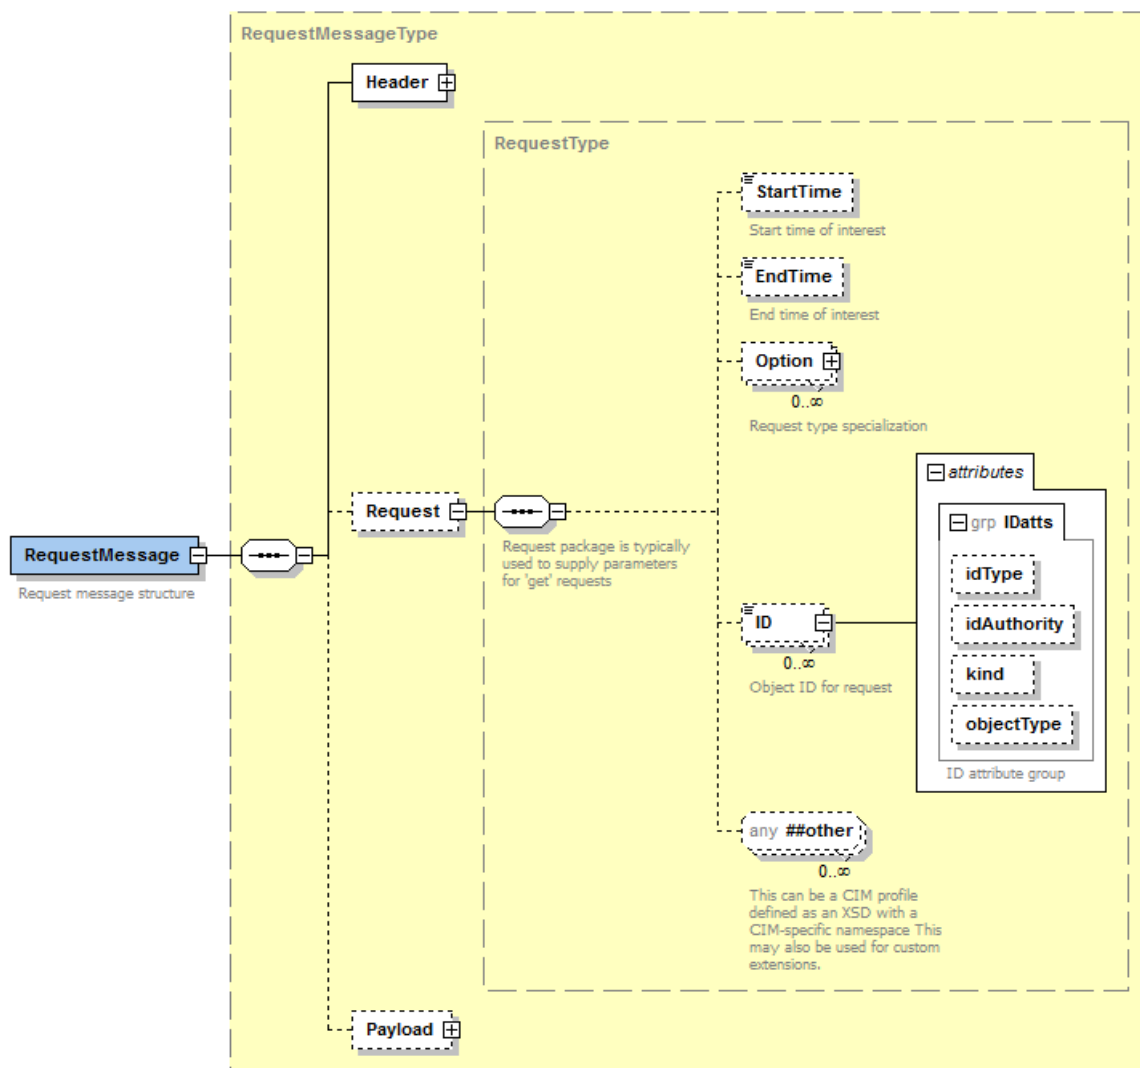 RequestMessageType
Header
RequestType
StartTime
Start time of interest
EndTime
End time of interest
Option
0..∞
Request type specialization
attributes
grp IDatts
idType
idAuthority
kind
objectType
ID attribute group
Request
Request package is typically
used to supply parameters
for 'get' requests
RequestMessage
Request message structure
ID
0..∞
Object ID for request
any ##other
0..∞
This can be a CIM profile
defined as an XSD with a
CIM-specific namespace This
may also be used for custom
extensions.
Payload